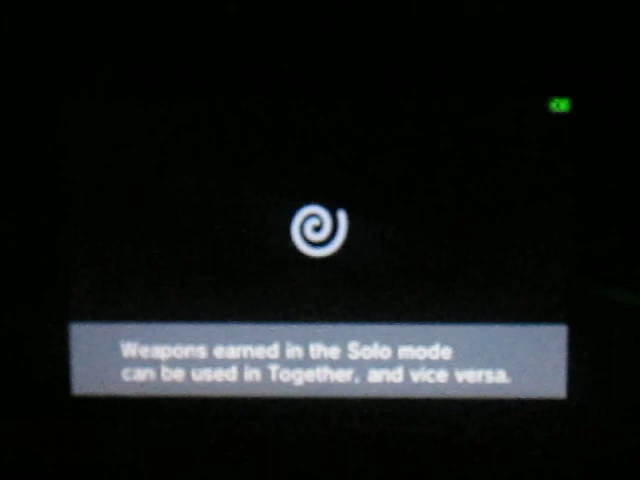 Weapons earned in the Solo mode
can be used in Together, and vice versa.